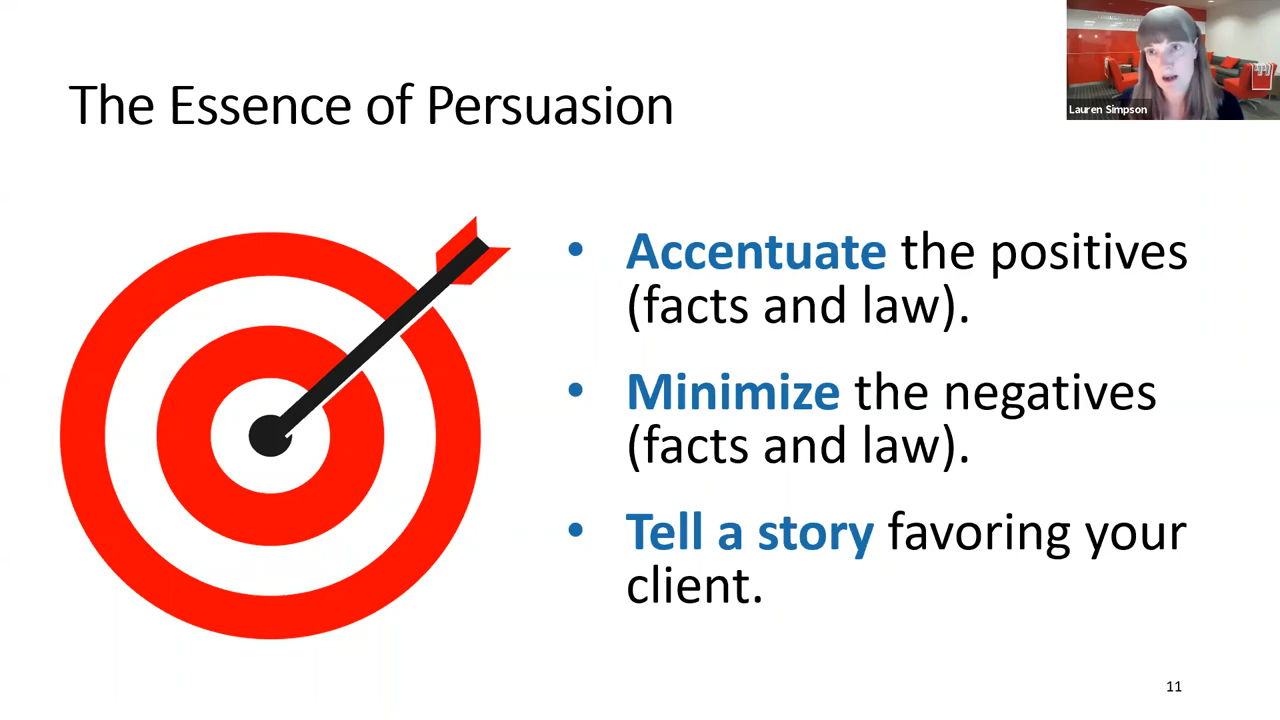 The Essence of Persuasion
Lauren Simpson
• Accentuate the positives
(facts and law).
• Minimize the negatives
(facts and law).
• Tell a story favoring your
client.
11